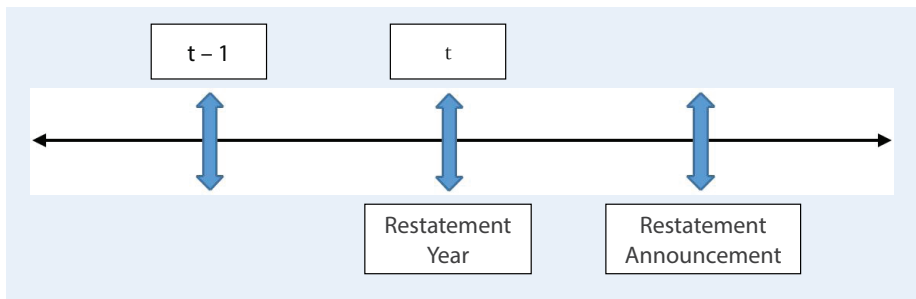 t – 1
t
Restatement
Year
Restatement
Announcement